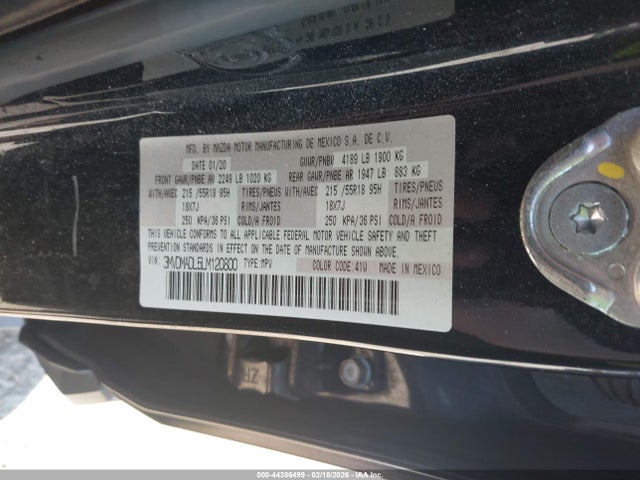 MFD. BY MAZDA MOTOR MANUFACTURING DE MEXICO S.A. DE C.V.
DATE 01/20 GVWR/PNBV 4189 LB 1900 KG
FRONT GAWR/PNBE AV 2249 LB 1020 KG REAR GAWR/PNBE AR 1947 LB 883 KG
WITH/AVEC 215 /55R18 95H TIRES/PNEUS WITH/AVEC 215 /55R18 95H TIRES/PNEUS
18X7J RIMS/JANTES 18X7J RIMS/JANTES
250 KPA/36 PSI COLD/A FROID 250 KPA/36 PSI COLD/A FROID
THIS VEHICLE CONFORMS TO ALL APPLICABLE FEDERAL MOTOR VEHICLE SAFETY AND THEFT
PREVENTION STANDARDS IN EFFECT ON THE DATE OF MANUFACTURE SHOWN ABOVE.
VIN: 3MVDMADL5LM120800 TYPE: MPV COLOR CODE: 41W MADE IN MEXICO
ZR
000-44386499 - 02/18/2026 - IAAI.COM